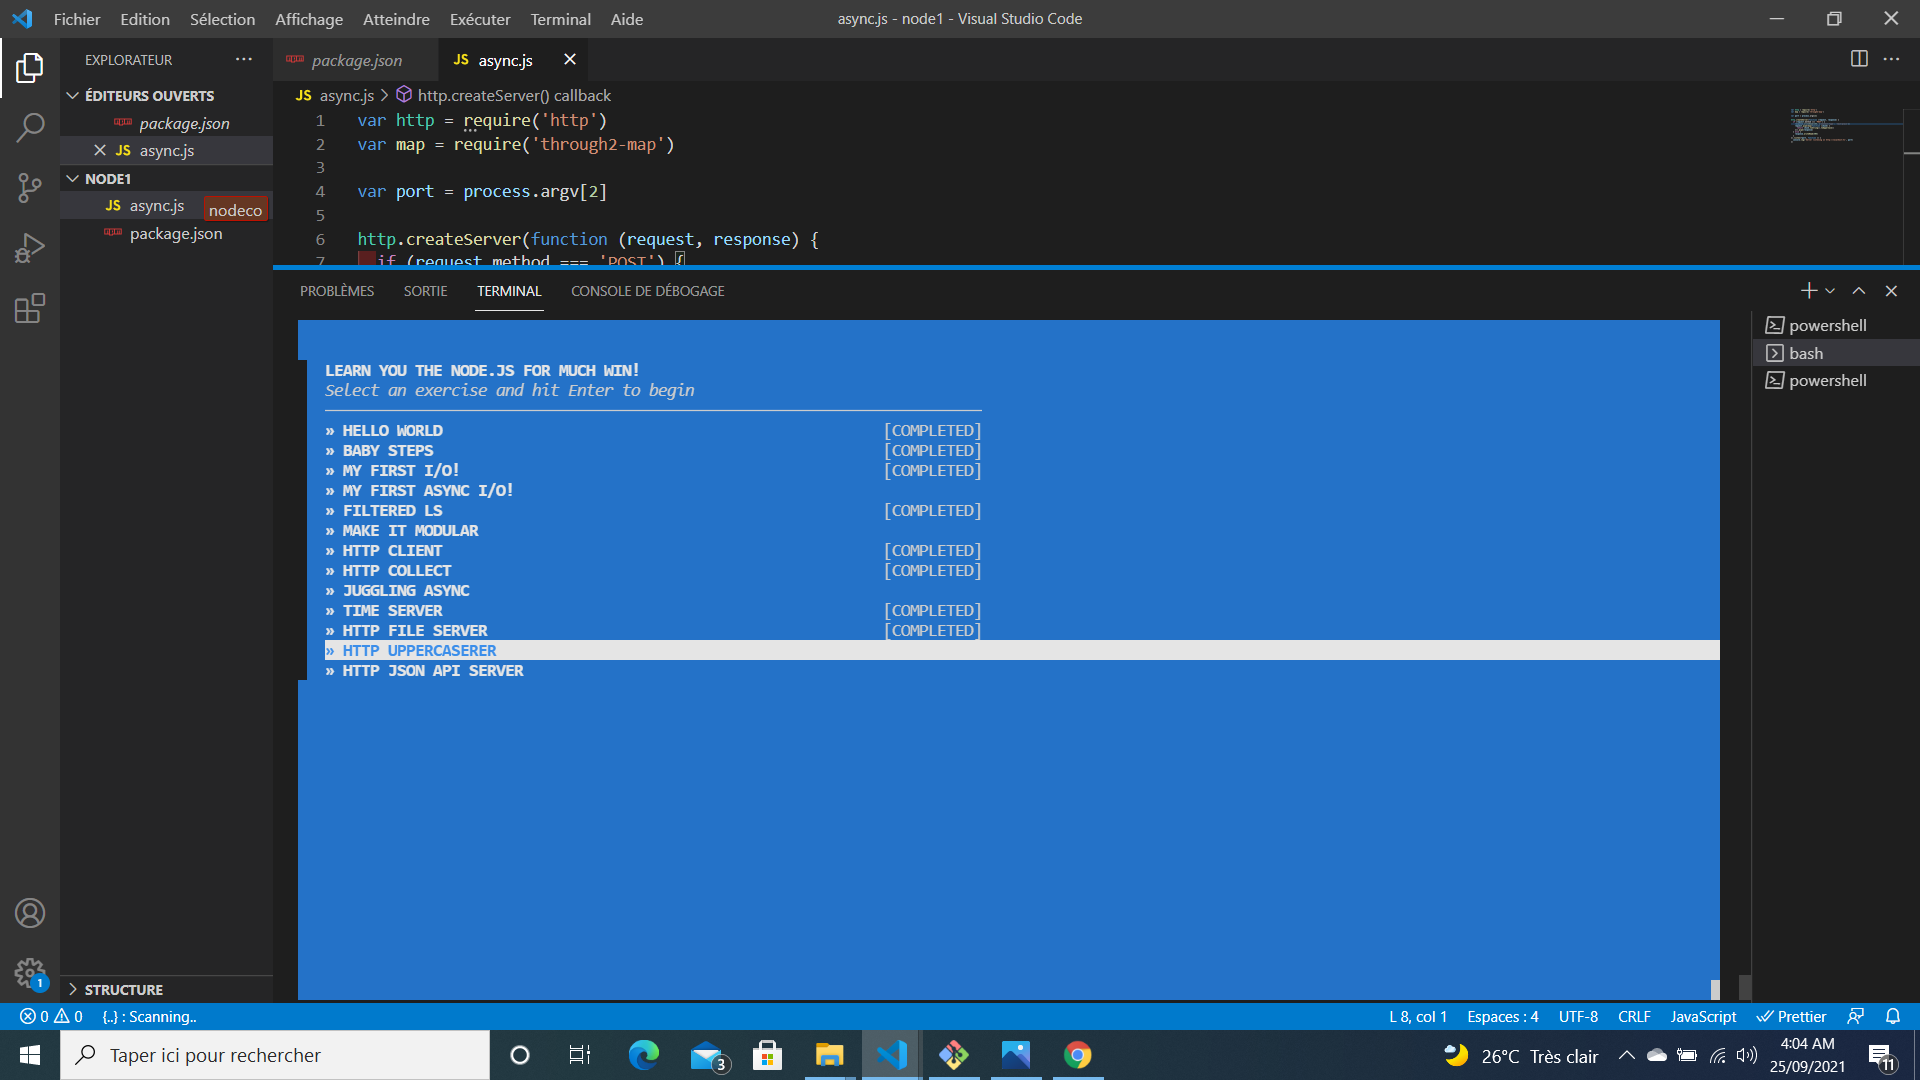 Fichier Edition Sélection Affichage Atteindre Exécuter Terminal Aide
async.js - node1 - Visual Studio Code
EXPLORATEUR
ÉDITEURS OUVERTS
package.json
JS async.js
NODE1
JS async.js
nodeco
package.json
STRUCTURE
package.json
JS async.js
JS async.js > http.createServer() callback
1 var http = require('http')
2 var map = require('through2-map')
3
4 var port = process.argv[2]
5
6 http.createServer(function (request, response) {
7 if (request.method === 'POST') {
PROBLÈMES SORTIE TERMINAL CONSOLE DE DÉBOGAGE
LEARN YOU THE NODE.JS FOR MUCH WIN!
Select an exercise and hit Enter to begin
» HELLO WORLD [COMPLETED]
» BABY STEPS [COMPLETED]
» MY FIRST I/O! [COMPLETED]
» MY FIRST ASYNC I/O!
» FILTERED LS [COMPLETED]
» MAKE IT MODULAR
» HTTP CLIENT [COMPLETED]
» HTTP COLLECT [COMPLETED]
» JUGGLING ASYNC
» TIME SERVER [COMPLETED]
» HTTP FILE SERVER [COMPLETED]
» HTTP UPPERCASERER
» HTTP JSON API SERVER
powershell
bash
powershell
1
0 0 {..} : Scanning..
L 8, col 1 Espaces : 4 UTF-8 CRLF JavaScript Prettier
Taper ici pour rechercher
3
26°C Très clair
4:04 AM
25/09/2021
11